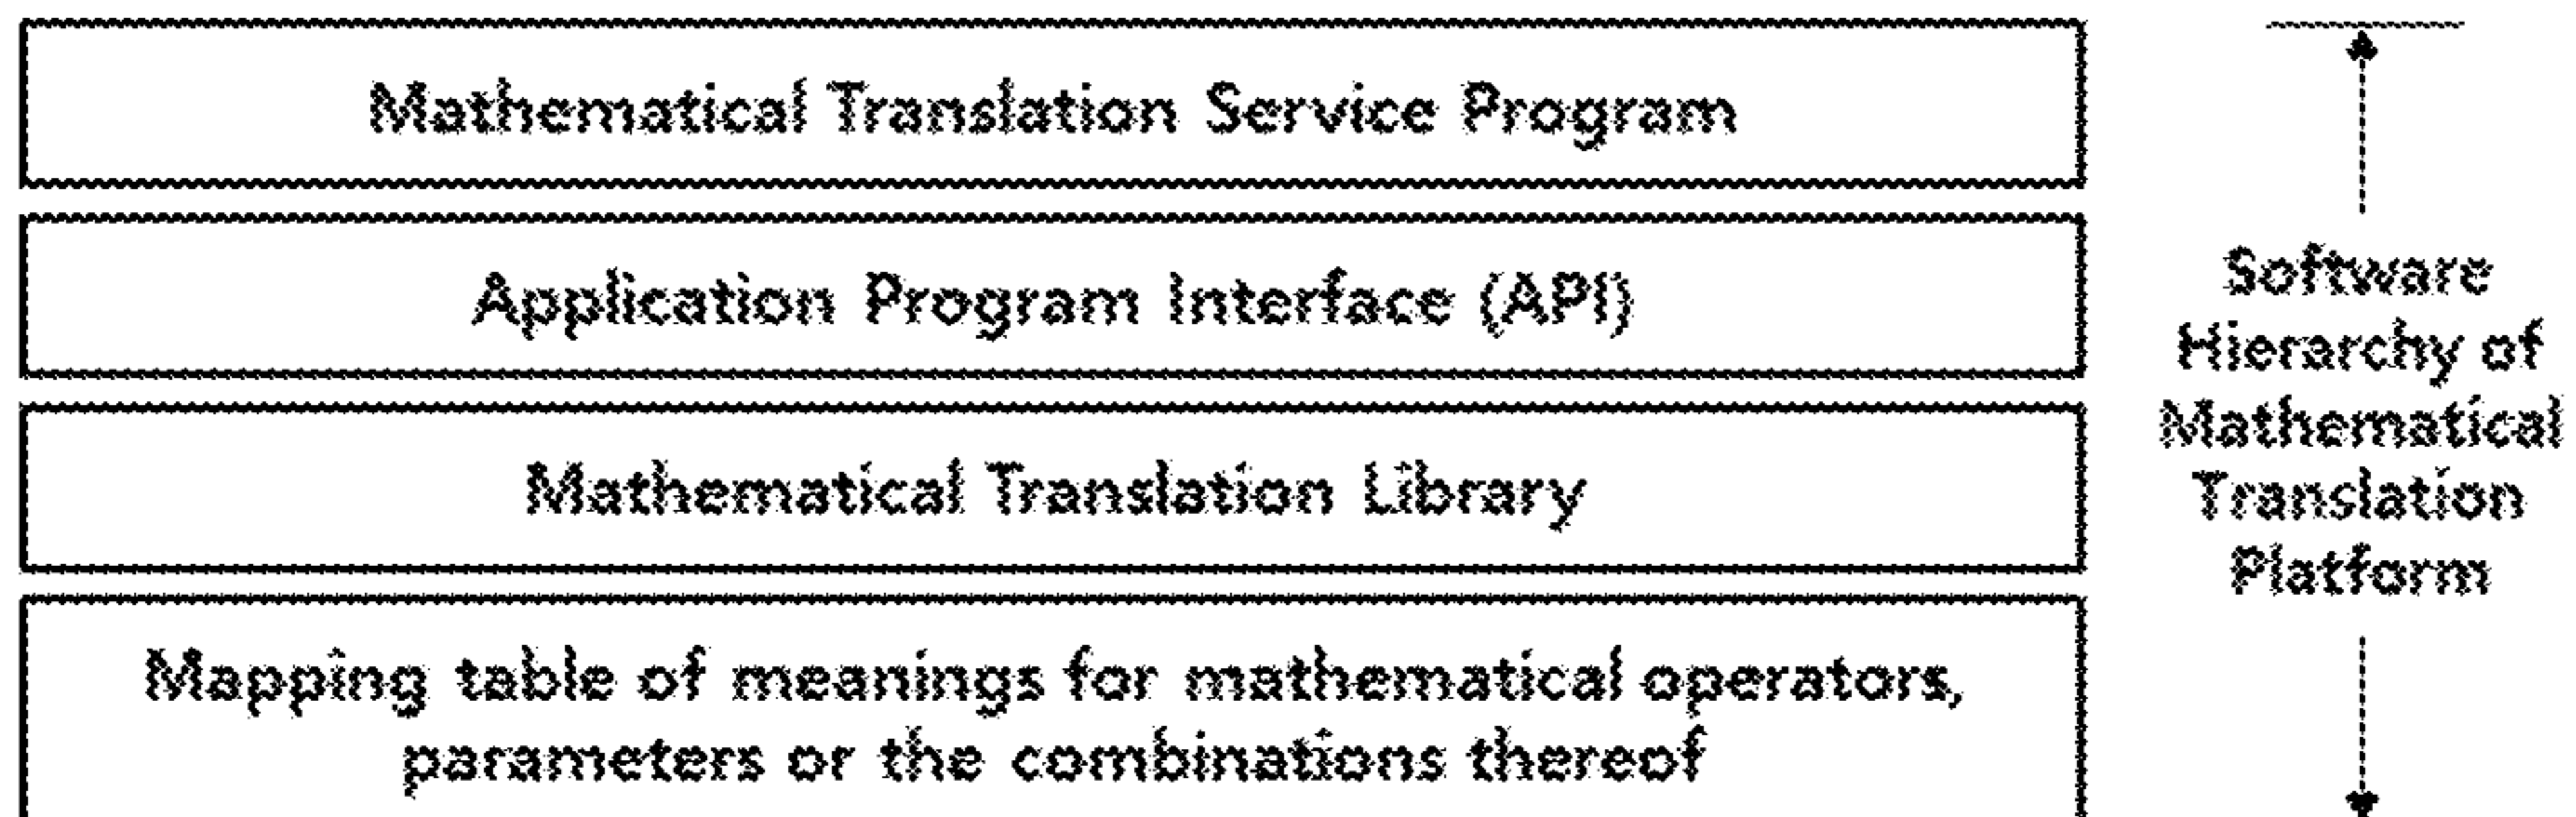 Mathematical Translation Service Program
Application Program Interface (API)
Mathematical Translation Library
Mapping table of meanings for mathematical operators,
parameters or the combinations thereof
Software
Hierarchy of
Mathematical
Translation
Platform